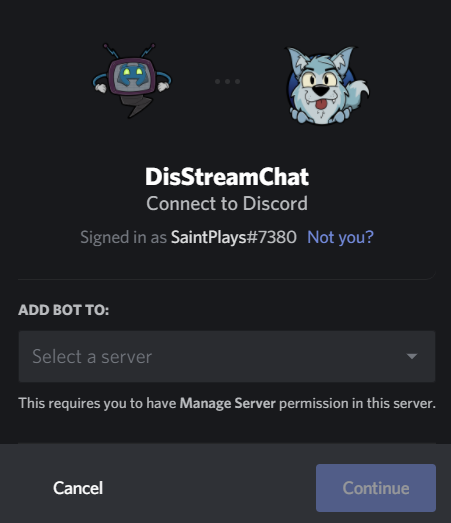 DisStreamChat
Connect to Discord
Signed in as SaintPlays#7380 Not you?
ADD BOT TO:
Select a server
This requires you to have Manage Server permission in this server.
Cancel Continue